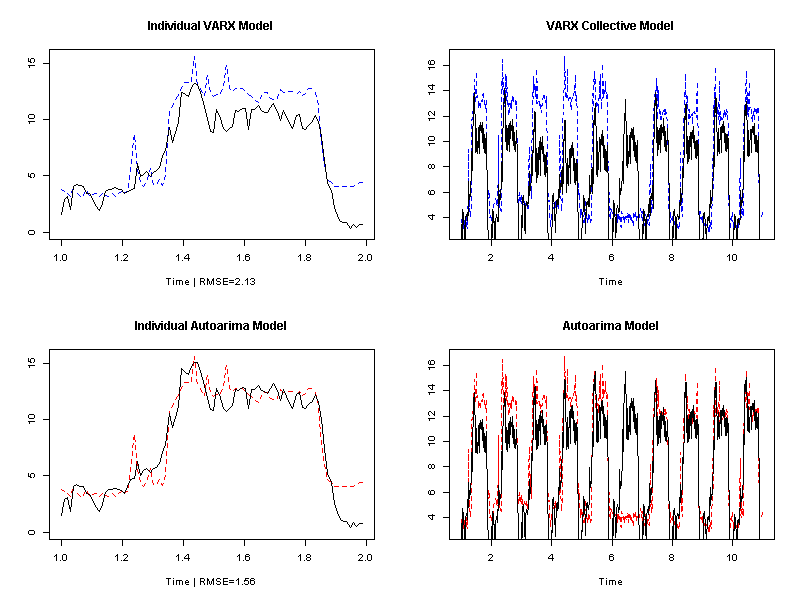 Individual VARX Model
15
10
5
0
1.0 1.2 1.4 1.6 1.8 2.0
Time | RMSE=2.13
VARX Collective Model
16
14
12
10
8
6
4
2 4 6 8 10
Time
Individual Autoarima Model
15
10
5
0
1.0 1.2 1.4 1.6 1.8 2.0
Time | RMSE=1.56
Autoarima Model
16
14
12
10
8
6
4
2 4 6 8 10
Time